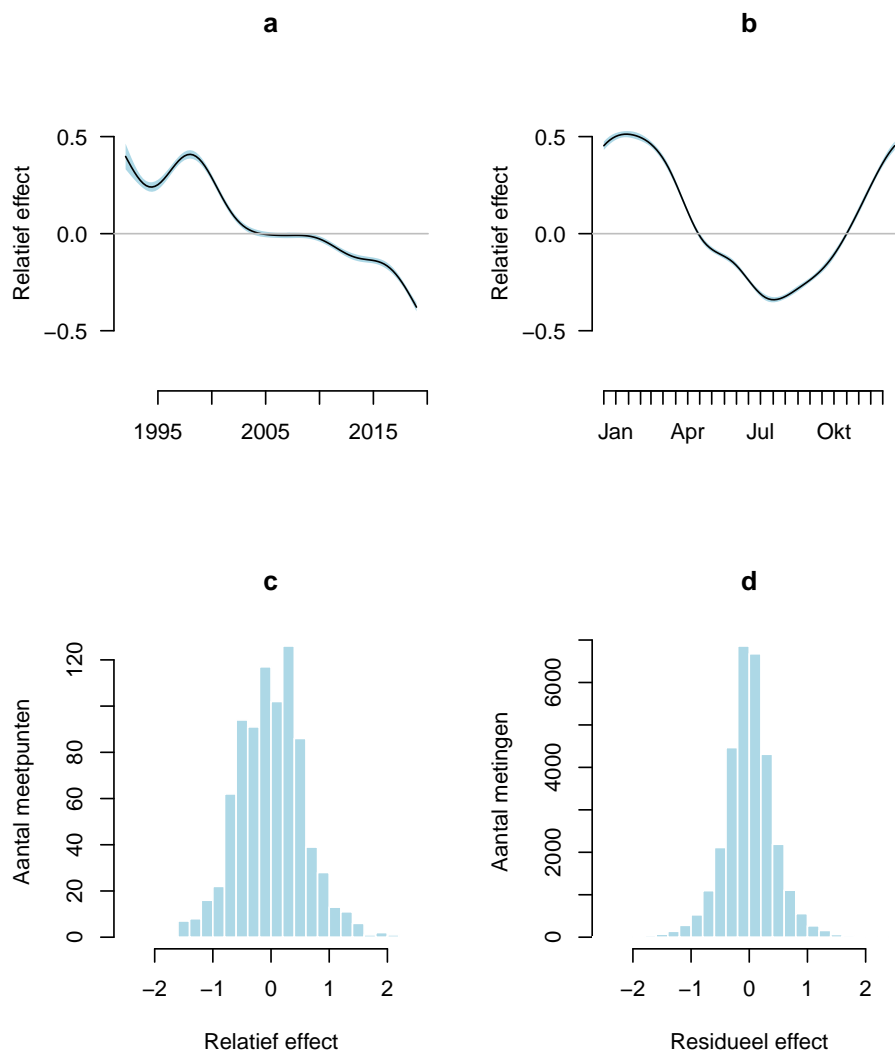 a
Relatief effect
0.5
0.0
−0.5
1995 2005 2015
b
Relatief effect
0.5
0.0
−0.5
Jan Apr Jul Okt
c
Aantal meetpunten
120
80
60
40
20
0
−2 −1 0 1 2
Relatief effect
d
Aantal metingen
6000
4000
2000
0
−2 −1 0 1 2
Residueel effect